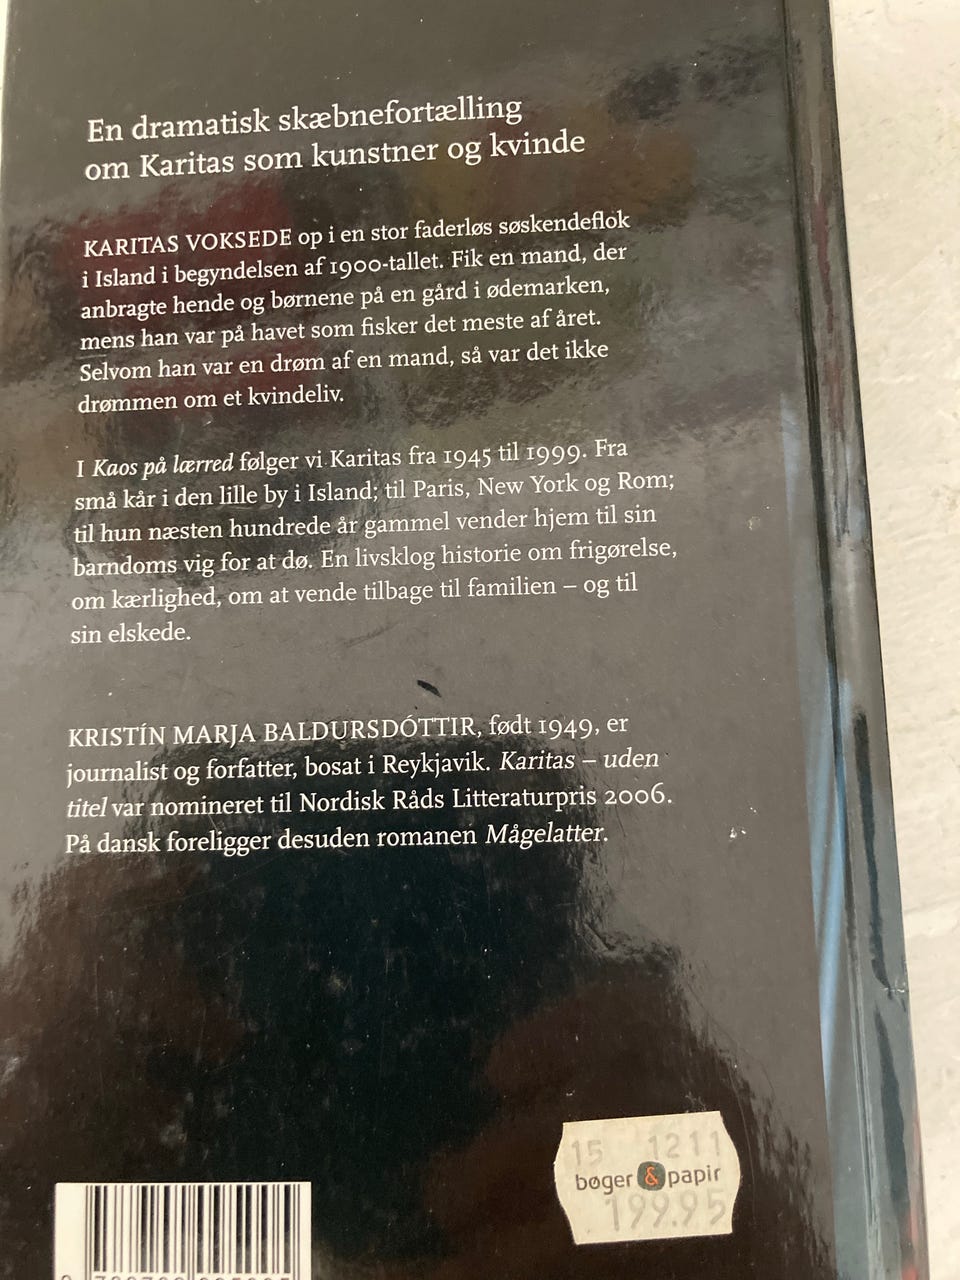 En dramatisk skæbnefortælling
om Karitas som kunstner og kvinde
KARITAS VOKSEDE op i en stor faderløs søskendeflok
i Island i begyndelsen af 1900-tallet. Fik en mand, der
anbragte hende og børnene på en gård i ødemarken,
mens han var på havet som fisker det meste af året.
Selvom han var en drøm af en mand, så var det ikke
drømmen om et kvindeliv.
I Kaos på lærred følger vi Karitas fra 1945 til 1999. Fra
små kår i den lille by i Island; til Paris, New York og Rom;
til hun næsten hundrede år gammel vender hjem til sin
barndoms vig for at dø. En livsklog historie om frigørelse,
om kærlighed, om at vende tilbage til familien – og til
sin elskede.
KRISTÍN MARJA BALDURSDÓTTIR, født 1949, er
journalist og forfatter, bosat i Reykjavik. Karitas – uden
titel var nomineret til Nordisk Råds Litteraturpris 2006.
På dansk foreligger desuden romanen Mågelatter.
15 1211
bøger & papir
199.95